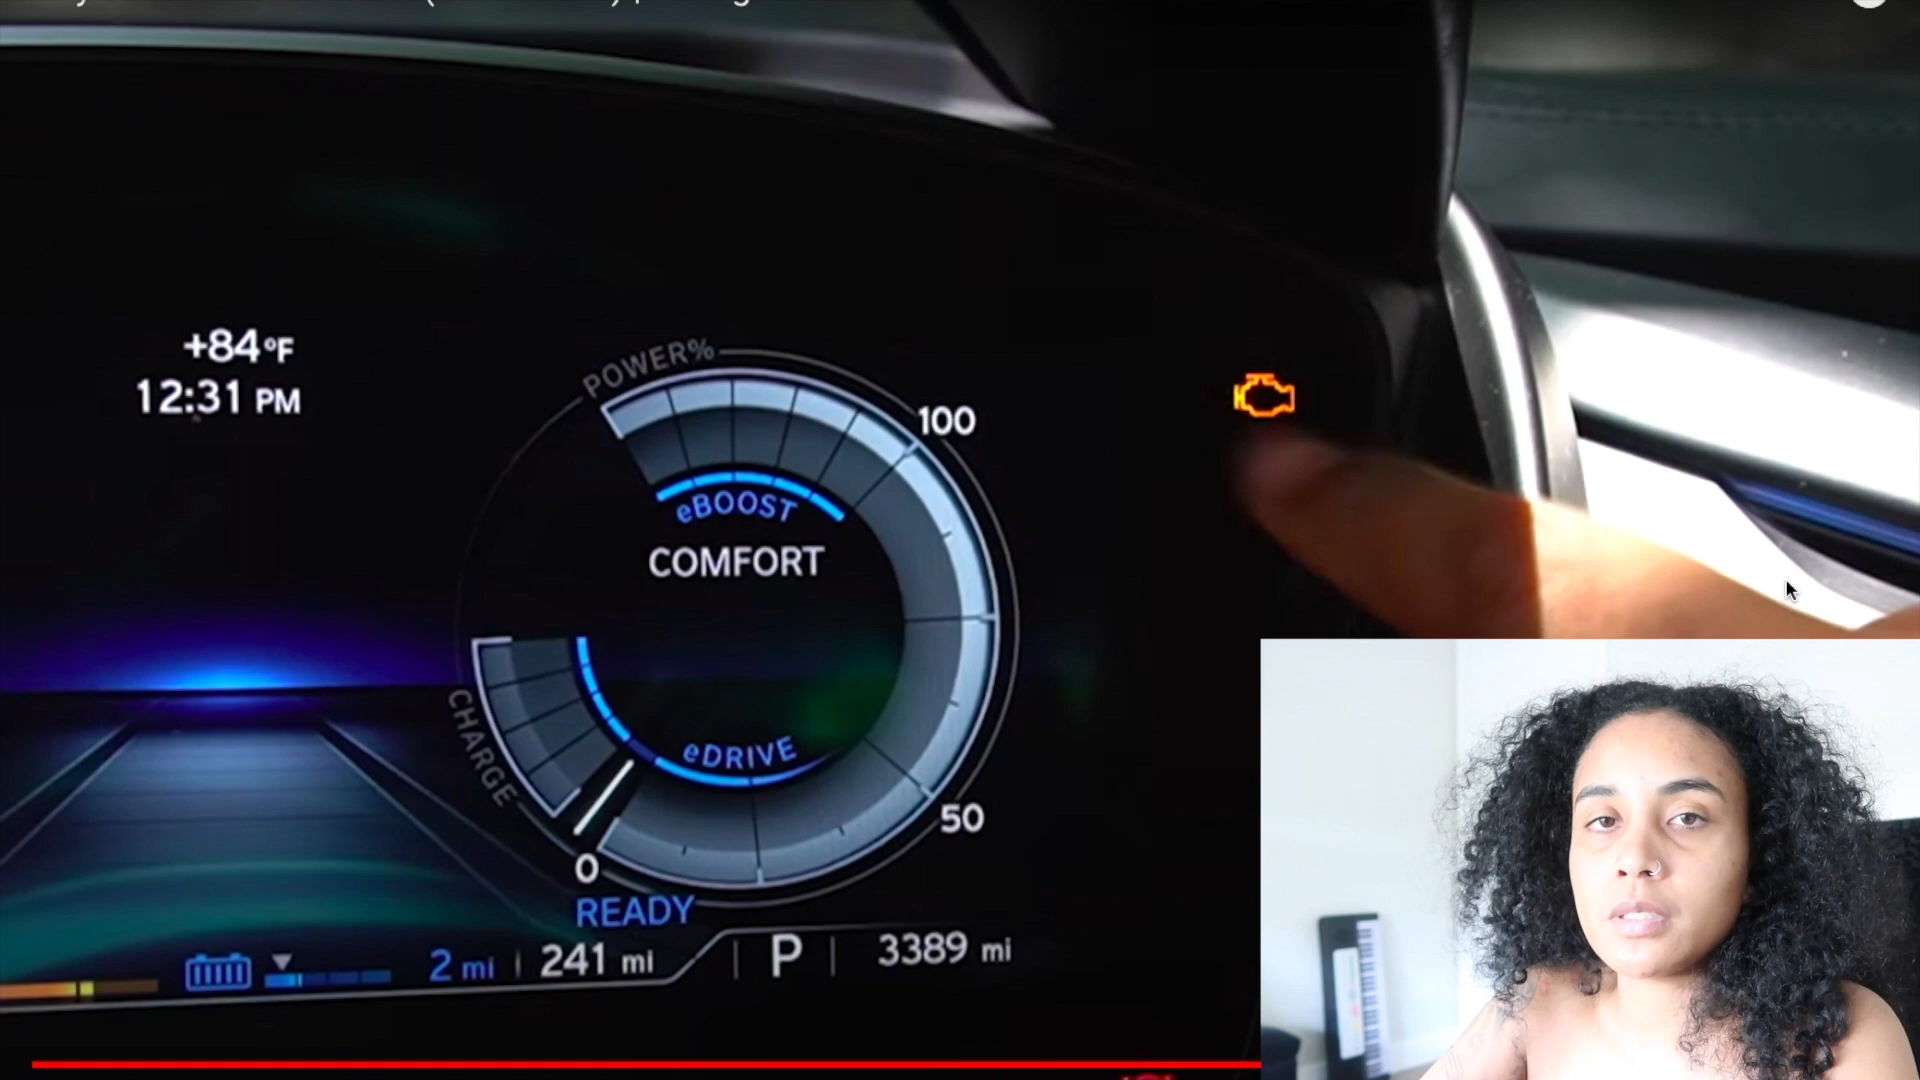 +84°F
12:31 PM
POWER%
100
eBOOST
COMFORT
CHARGE
eDRIVE
50
0
READY
2 mi 241 mi P 3389 mi